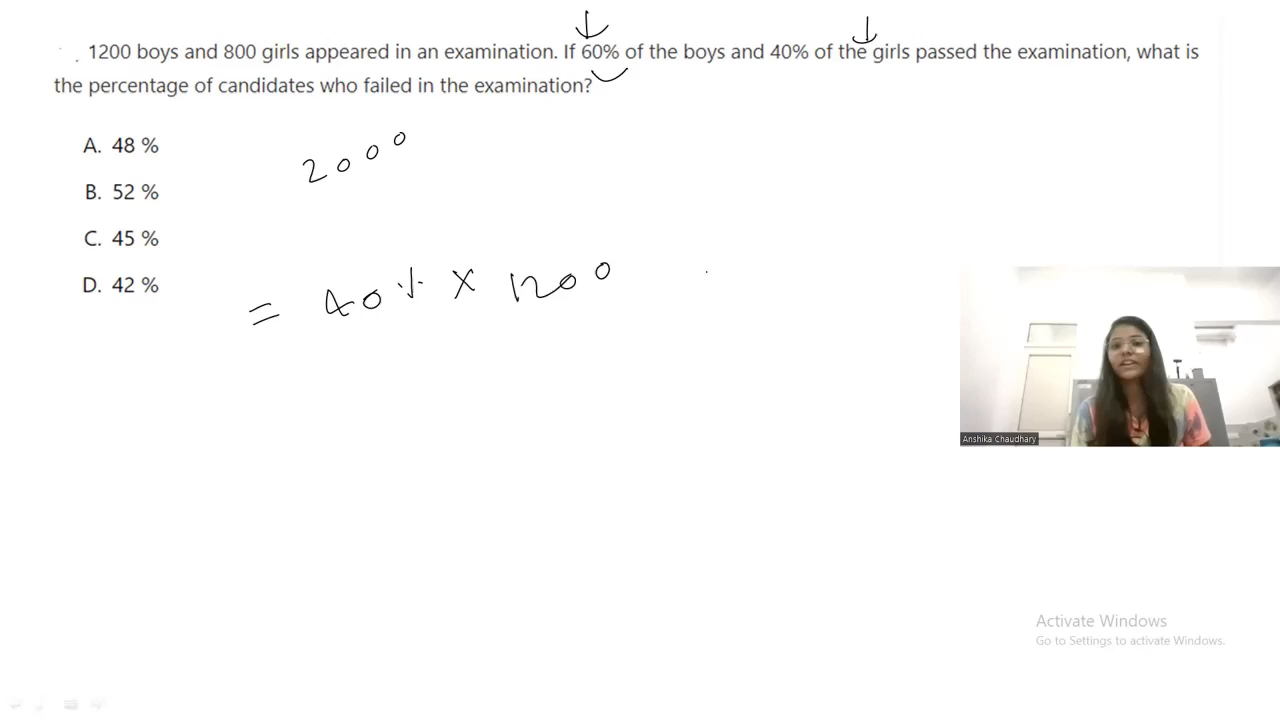 1200 boys and 800 girls appeared in an examination. If 60% of the boys and 40% of the girls passed the examination, what is
the percentage of candidates who failed in the examination?
A. 48 %
B. 52 %
C. 45 %
D. 42 %
2000
= 40% × 1200
Anshika Chaudhary
Activate Windows
Go to Settings to activate Windows.